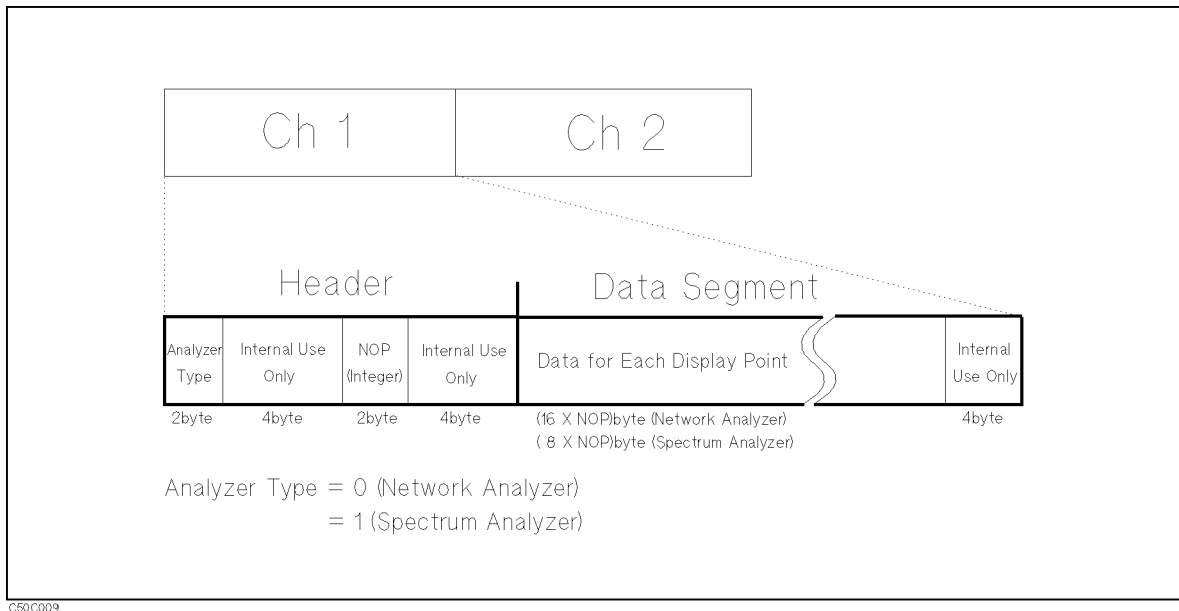 Ch 1
Ch 2
Header
Data Segment
Analyzer
Type
Internal Use
Only
NOP
(Integer)
Internal Use
Only
Data for Each Display Point
Internal
Use Only
2byte
4byte
2byte
4byte
(16 X NOP)byte (Network Analyzer)
( 8 X NOP)byte (Spectrum Analyzer)
4byte
Analyzer Type = 0 (Network Analyzer)
= 1 (Spectrum Analyzer)
C50C009